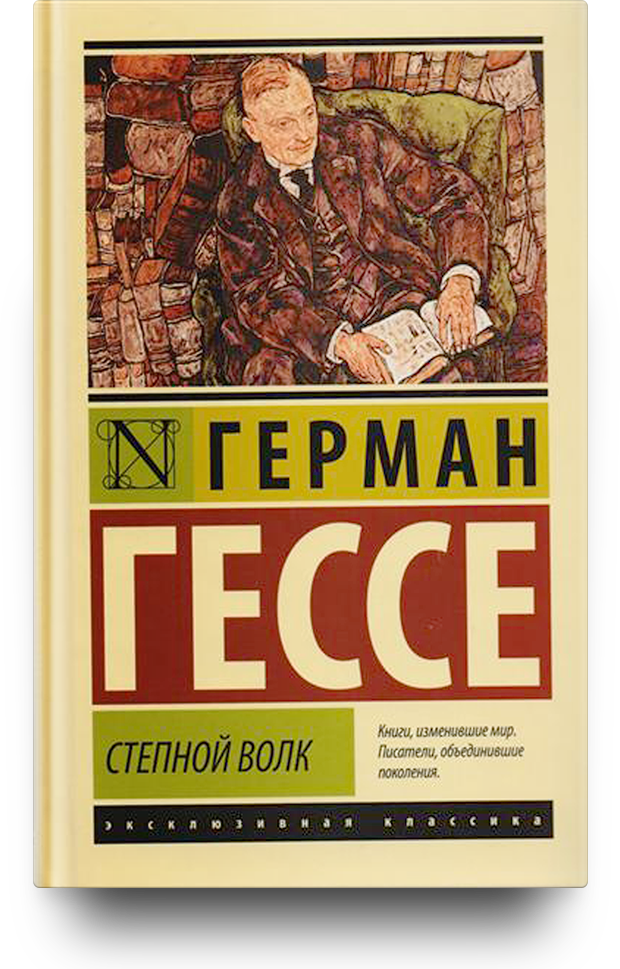 N ГЕРМАН
ГЕССЕ
СТЕПНОЙ ВОЛК
Книги, изменившие мир.
Писатели, объединившие
поколения.
ЭКСКЛЮЗИВНАЯ КЛАССИКА